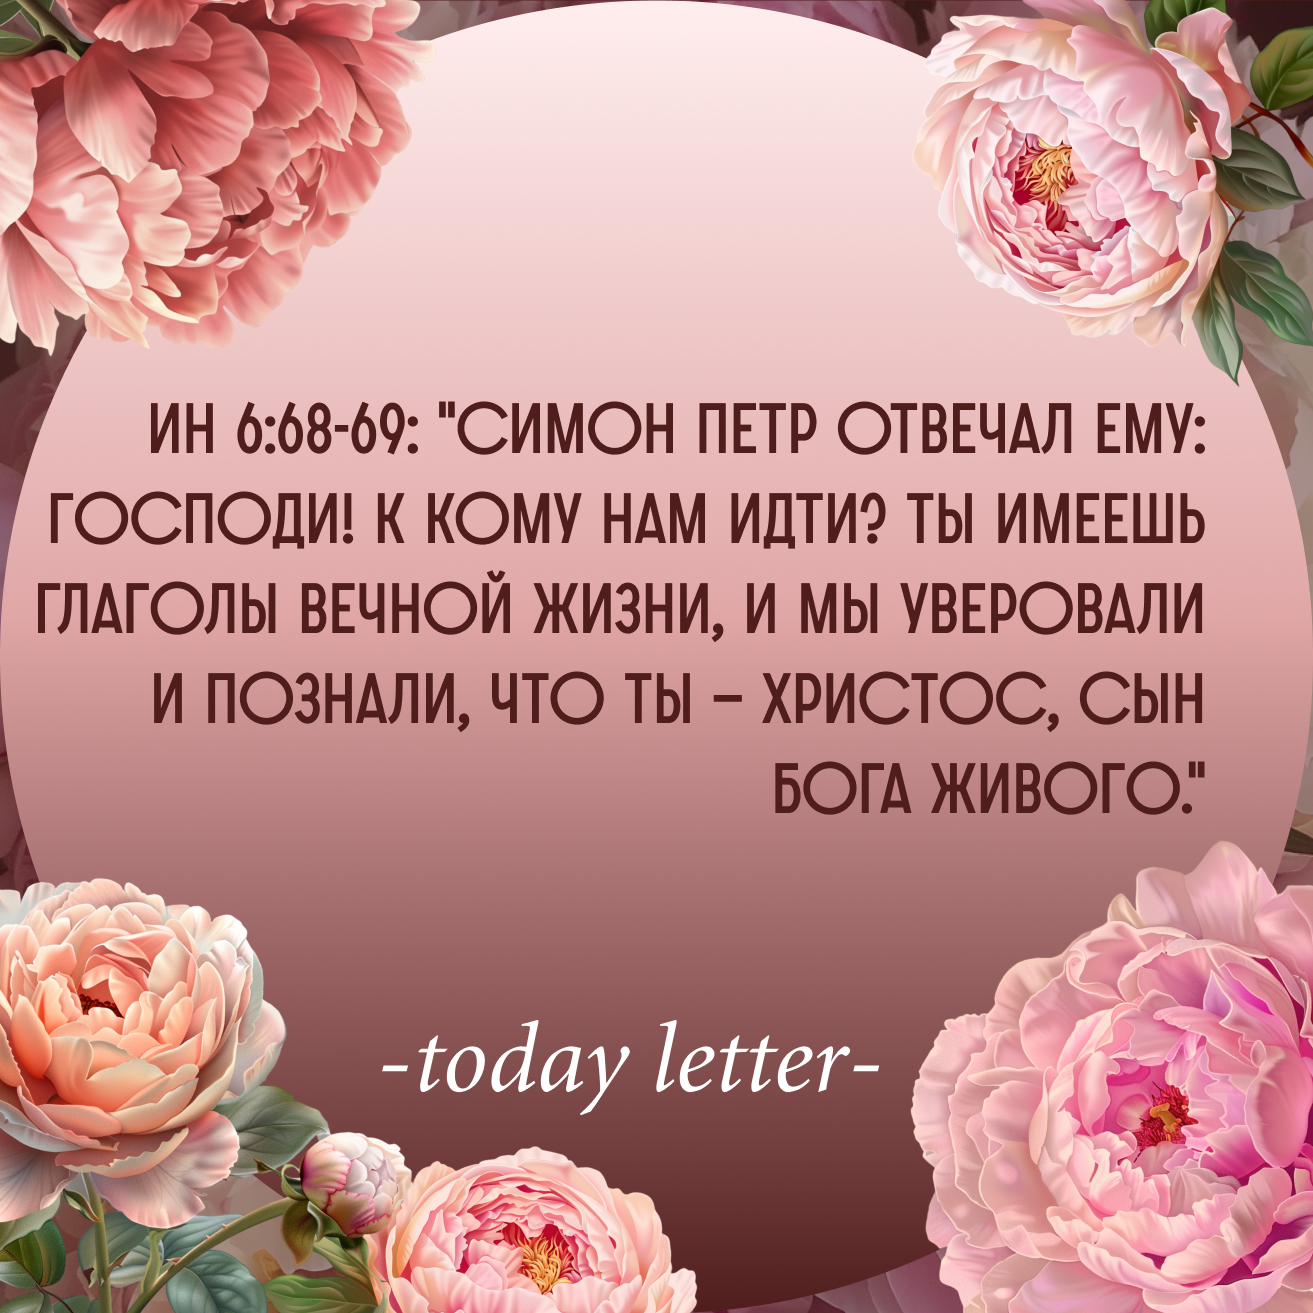 ИН 6:68-69: "СИМОН ПЕТР ОТВЕЧАЛ ЕМУ:
ГОСПОДИ! К КОМУ НАМ ИДТИ? ТЫ ИМЕЕШЬ
ГЛАГОЛЫ ВЕЧНОЙ ЖИЗНИ, И МЫ УВЕРОВАЛИ
И ПОЗНАЛИ, ЧТО ТЫ – ХРИСТОС, СЫН
БОГА ЖИВОГО."
-today letter-